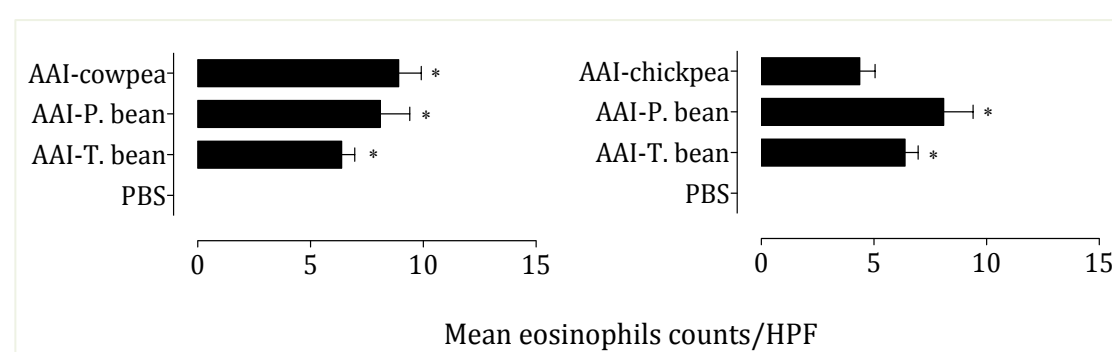 AAI-cowpea *
AAI-P. bean *
AAI-T. bean *
PBS
0 5 10 15
AAI-chickpea
AAI-P. bean *
AAI-T. bean *
PBS
0 5 10 15
Mean eosinophils counts/HPF